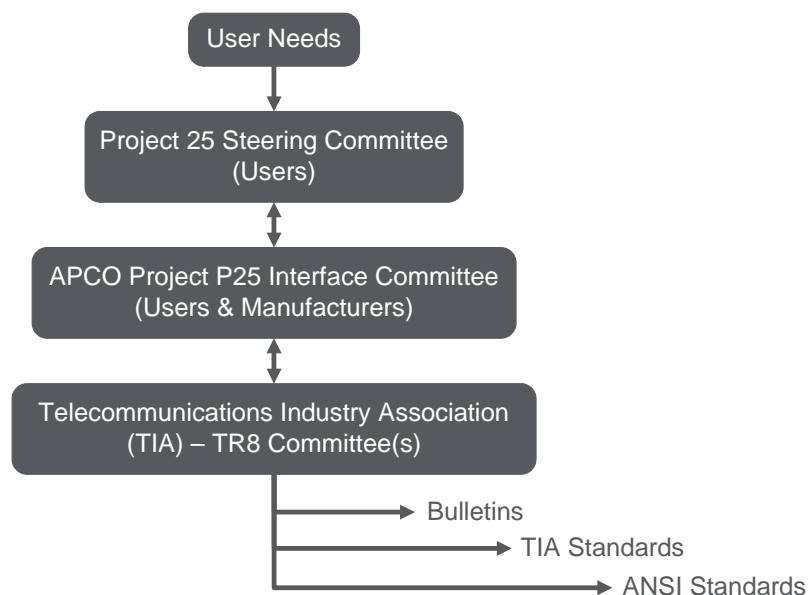 User Needs
Project 25 Steering Committee
(Users)
APCO Project P25 Interface Committee
(Users & Manufacturers)
Telecommunications Industry Association
(TIA) – TR8 Committee(s)
Bulletins
TIA Standards
ANSI Standards